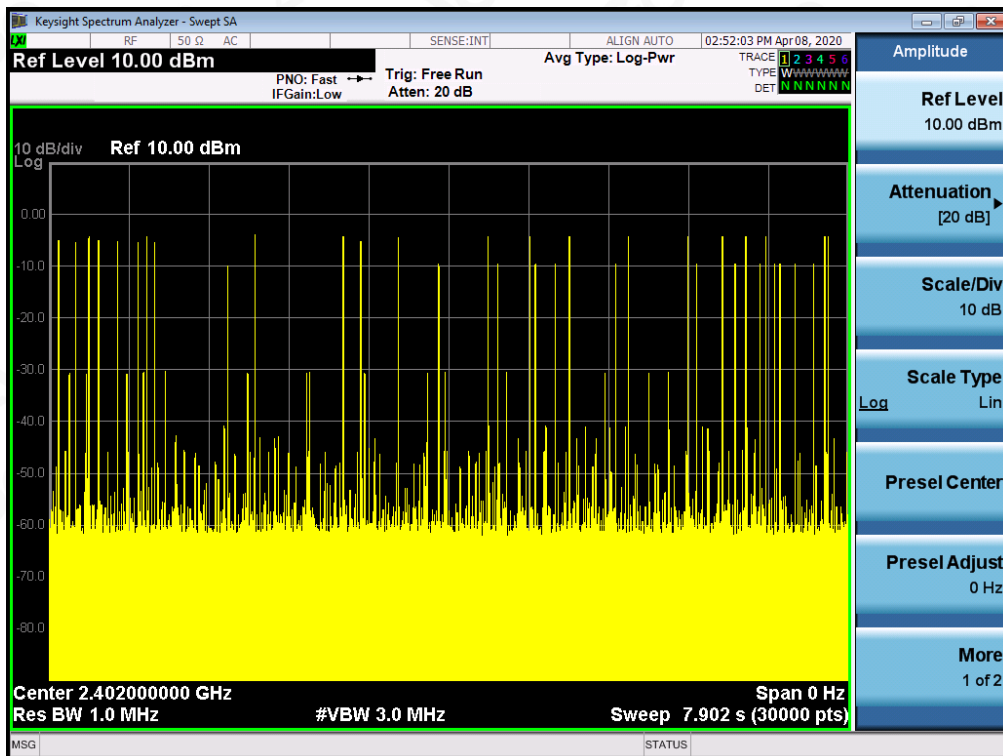 Keysight Spectrum Analyzer - Swept SA
LXI RF 50 Ω AC SENSE:INT ALIGN AUTO 02:52:03 PM Apr 08, 2020
Ref Level 10.00 dBm
PNO: Fast
IFGain:Low
Trig: Free Run
Atten: 20 dB
Avg Type: Log-Pwr
TRACE 1 2 3 4 5 6
TYPE W
DET N N N N N N
10 dB/div Ref 10.00 dBm
Log
0.00
-10.0
-20.0
-30.0
-40.0
-50.0
-60.0
-70.0
-80.0
Center 2.402000000 GHz Span 0 Hz
Res BW 1.0 MHz #VBW 3.0 MHz Sweep 7.902 s (30000 pts)
MSG STATUS
Amplitude
Ref Level
10.00 dBm
Attenuation
[20 dB]
Scale/Div
10 dB
Scale Type
Log Lin
Presel Center
Presel Adjust
0 Hz
More
1 of 2